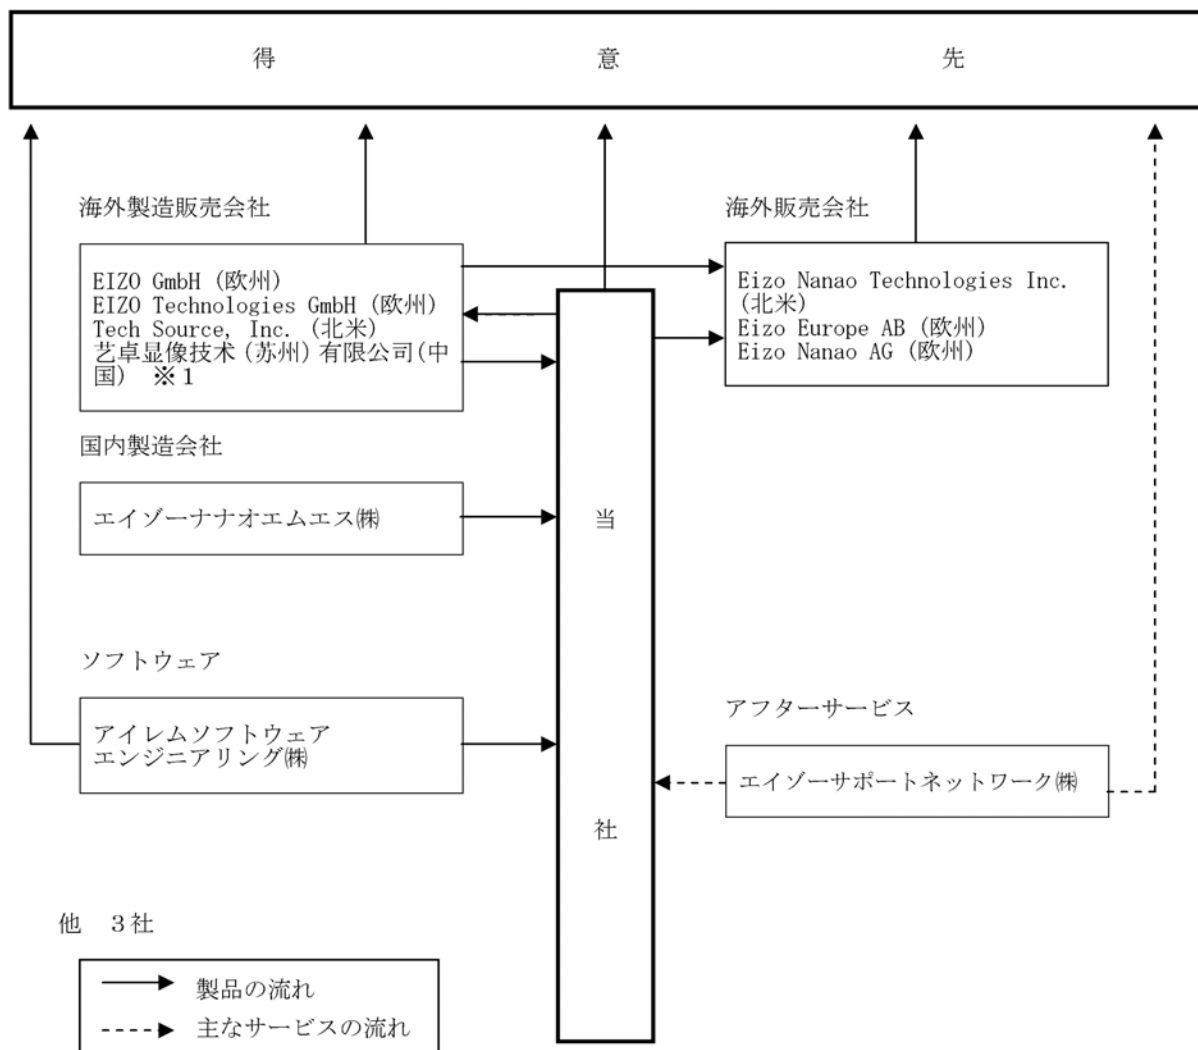 得 意 先
海外製造販売会社
海外販売会社
EIZO GmbH (欧州)
EIZO Technologies GmbH (欧州)
Tech Source, Inc. (北米)
艺卓显像技术(苏州)有限公司(中
国) ※1
Eizo Nanao Technologies Inc.
(北米)
Eizo Europe AB (欧州)
Eizo Nanao AG (欧州)
国内製造会社
エイゾーナナオエムエス㈱
当
社
ソフトウェア
アイレムソフトウェア
エンジニアリング㈱
アフターサービス
エイゾーサポートネットワーク㈱
他 3社
製品の流れ
主なサービスの流れ